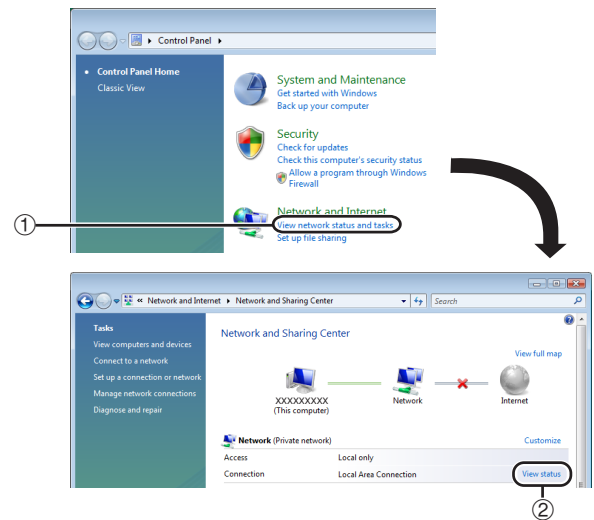 Control Panel
Control Panel Home
Classic View
System and Maintenance
Get started with Windows
Back up your computer
Security
Check for updates
Check this computer's security status
Allow a program through Windows
Firewall
Network and Internet
① View network status and tasks
Set up file sharing
« Network and Internet Network and Sharing Center Search
Tasks
View computers and devices
Connect to a network
Set up a connection or network
Manage network connections
Diagnose and repair
Network and Sharing Center
View full map
XXXXXXXXX
(This computer)
Network
Internet
Network (Private network) Customize
Access Local only
Connection Local Area Connection View status
②